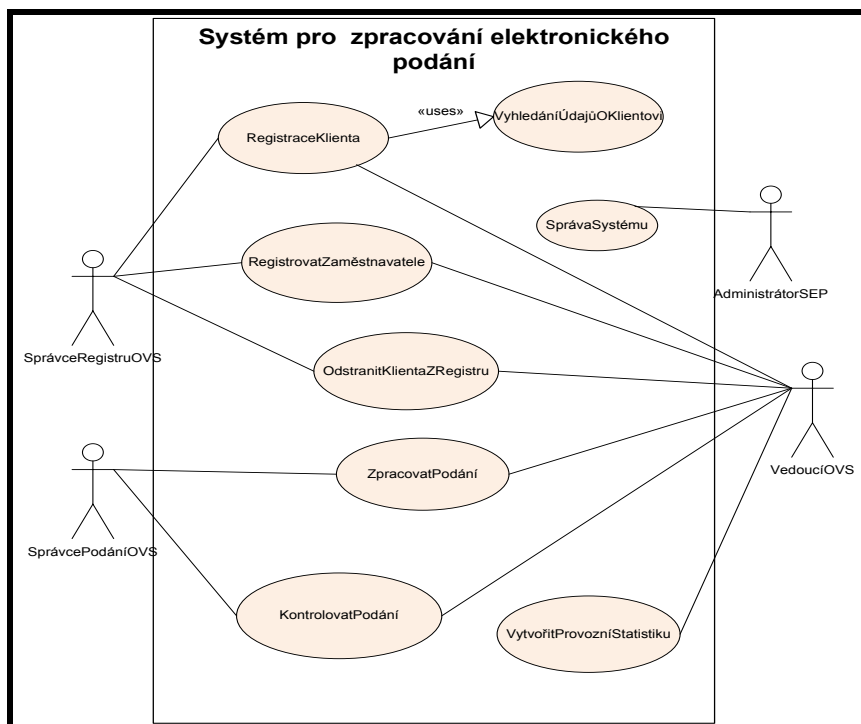 Systém pro zpracování elektronického
podání
«uses»
VyhledáníÚdajůOKlientovi
RegistraceKlienta
SprávaSystému
RegistrovatZaměstnavatele
AdministrátorSEP
SprávceRegistruOVS
OdstranitKlientaZRegistru
ZpracovatPodání
VedoucíOVS
SprávcePodáníOVS
KontrolovatPodání
VytvořitProvozníStatistiku